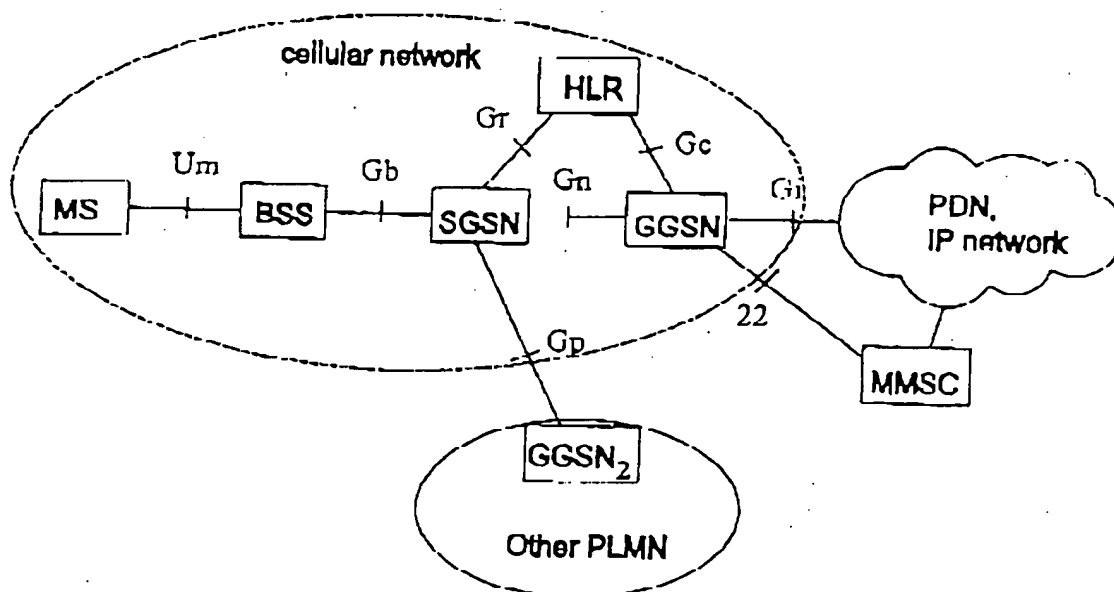 cellular network
HLR
Gr
Gc
Um
Gb
Gn
Gi
MS
BSS
SGSN
GGSN
PDN,
IP network
22
Gp
MMSC
GGSN2
Other PLMN